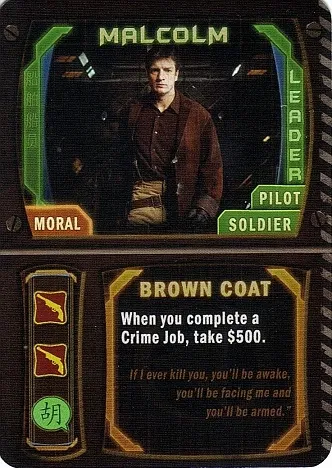 MALCOLM
LEADER
PILOT
MORAL
SOLDIER
BROWN COAT
When you complete a
Crime Job, take $500.
If I ever kill you, you'll be awake,
you'll be facing me and
you'll be armed."
胡